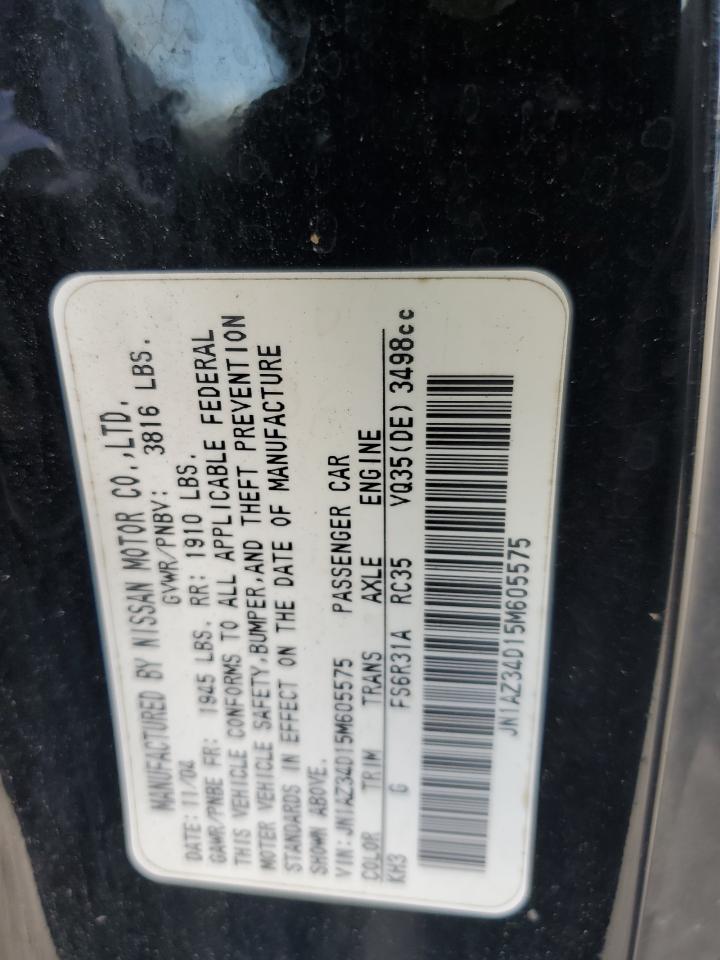 MANUFACTURED BY NISSAN MOTOR CO.,LTD.
DATE: 11/04 GVWR/PNBV: 3816 LBS.
GAWR/PNBE FR: 1945 LBS. RR: 1910 LBS.
THIS VEHICLE CONFORMS TO ALL APPLICABLE FEDERAL
MOTER VEHICLE SAFETY,BUMPER,AND THEFT PREVENTION
STANDARDS IN EFFECT ON THE DATE OF MANUFACTURE
SHOWN ABOVE.
VIN:JN1AZ34D15M605575 PASSENGER CAR
COLOR TRIM TRANS AXLE ENGINE
KH3 G FS6R31A RC35 VQ35(DE)3498cc
JN1AZ34D15M605575